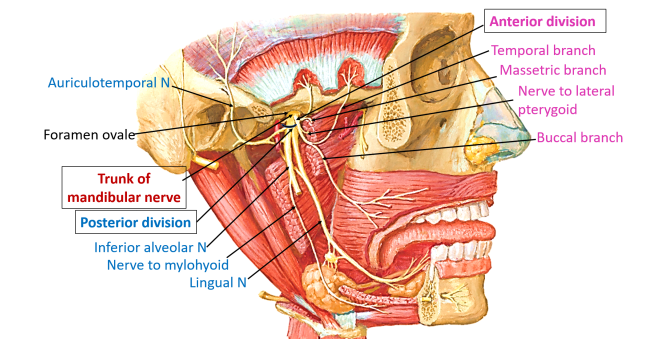 Anterior division
Temporal branch
Massetric branch
Nerve to lateral
pterygoid
Buccal branch
Auriculotemporal N
Foramen ovale
Trunk of
mandibular nerve
Posterior division
Inferior alveolar N
Nerve to mylohyoid
Lingual N